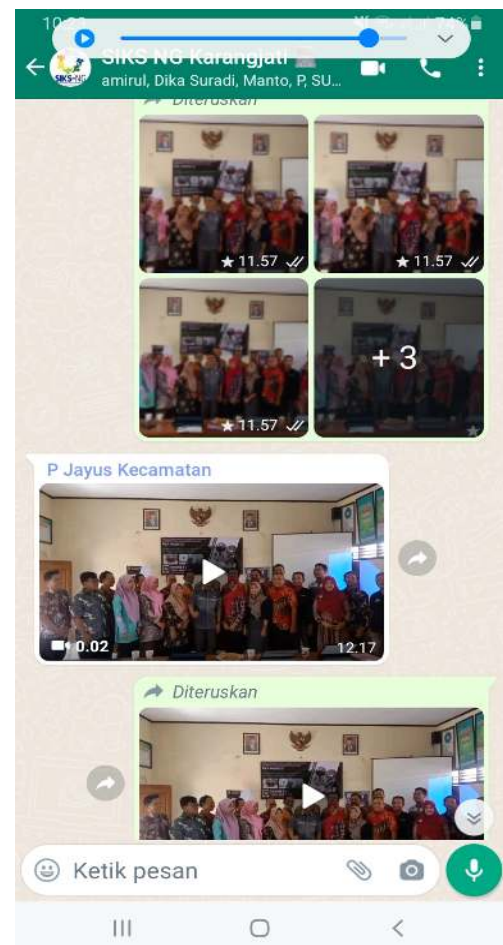 SIKS NG Karangjati
amirul, Dika Suradi, Manto, P, SU...
Diteruskan
11.57
11.57
11.57
+ 3
P Jayus Kecamatan
0.02
12.17
Diteruskan
Ketik pesan